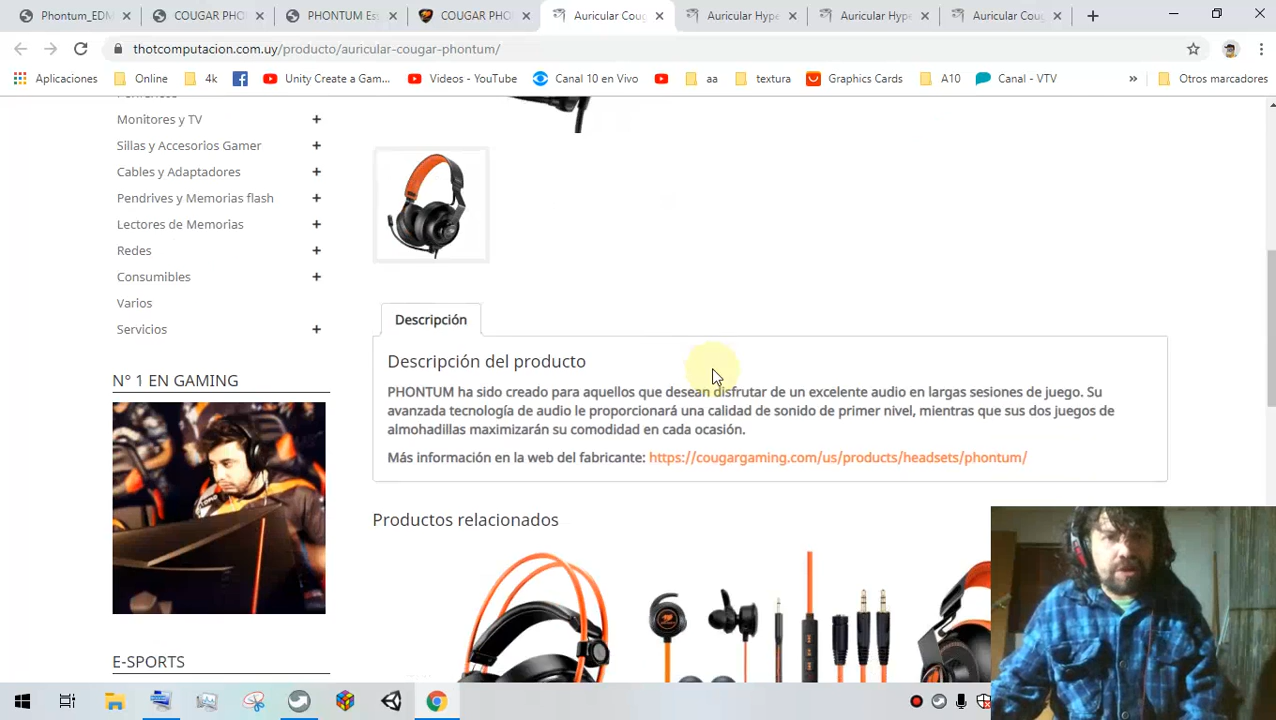 Phontum_EDM
COUGAR PHO
PHONTUM Es
COUGAR PHO
Auricular Coug
Auricular Hype
Auricular Hype
Auricular Coug
thotcomputacion.com.uy/producto/auricular-cougar-phontum/
Aplicaciones
Online
4k
Unity Create a Gam...
Videos - YouTube
Canal 10 en Vivo
aa
textura
Graphics Cards
A10
Canal - VTV
»
Otros marcadores
Monitores y TV +
Sillas y Accesorios Gamer +
Cables y Adaptadores +
Pendrives y Memorias flash +
Lectores de Memorias +
Redes +
Consumibles +
Varios
Servicios +
N° 1 EN GAMING
E-SPORTS
Descripción
Descripción del producto
PHONTUM ha sido creado para aquellos que desean disfrutar de un excelente audio en largas sesiones de juego. Su
avanzada tecnología de audio le proporcionará una calidad de sonido de primer nivel, mientras que sus dos juegos de
almohadillas maximizarán su comodidad en cada ocasión.
Más información en la web del fabricante: https://cougargaming.com/us/products/headsets/phontum/
Productos relacionados